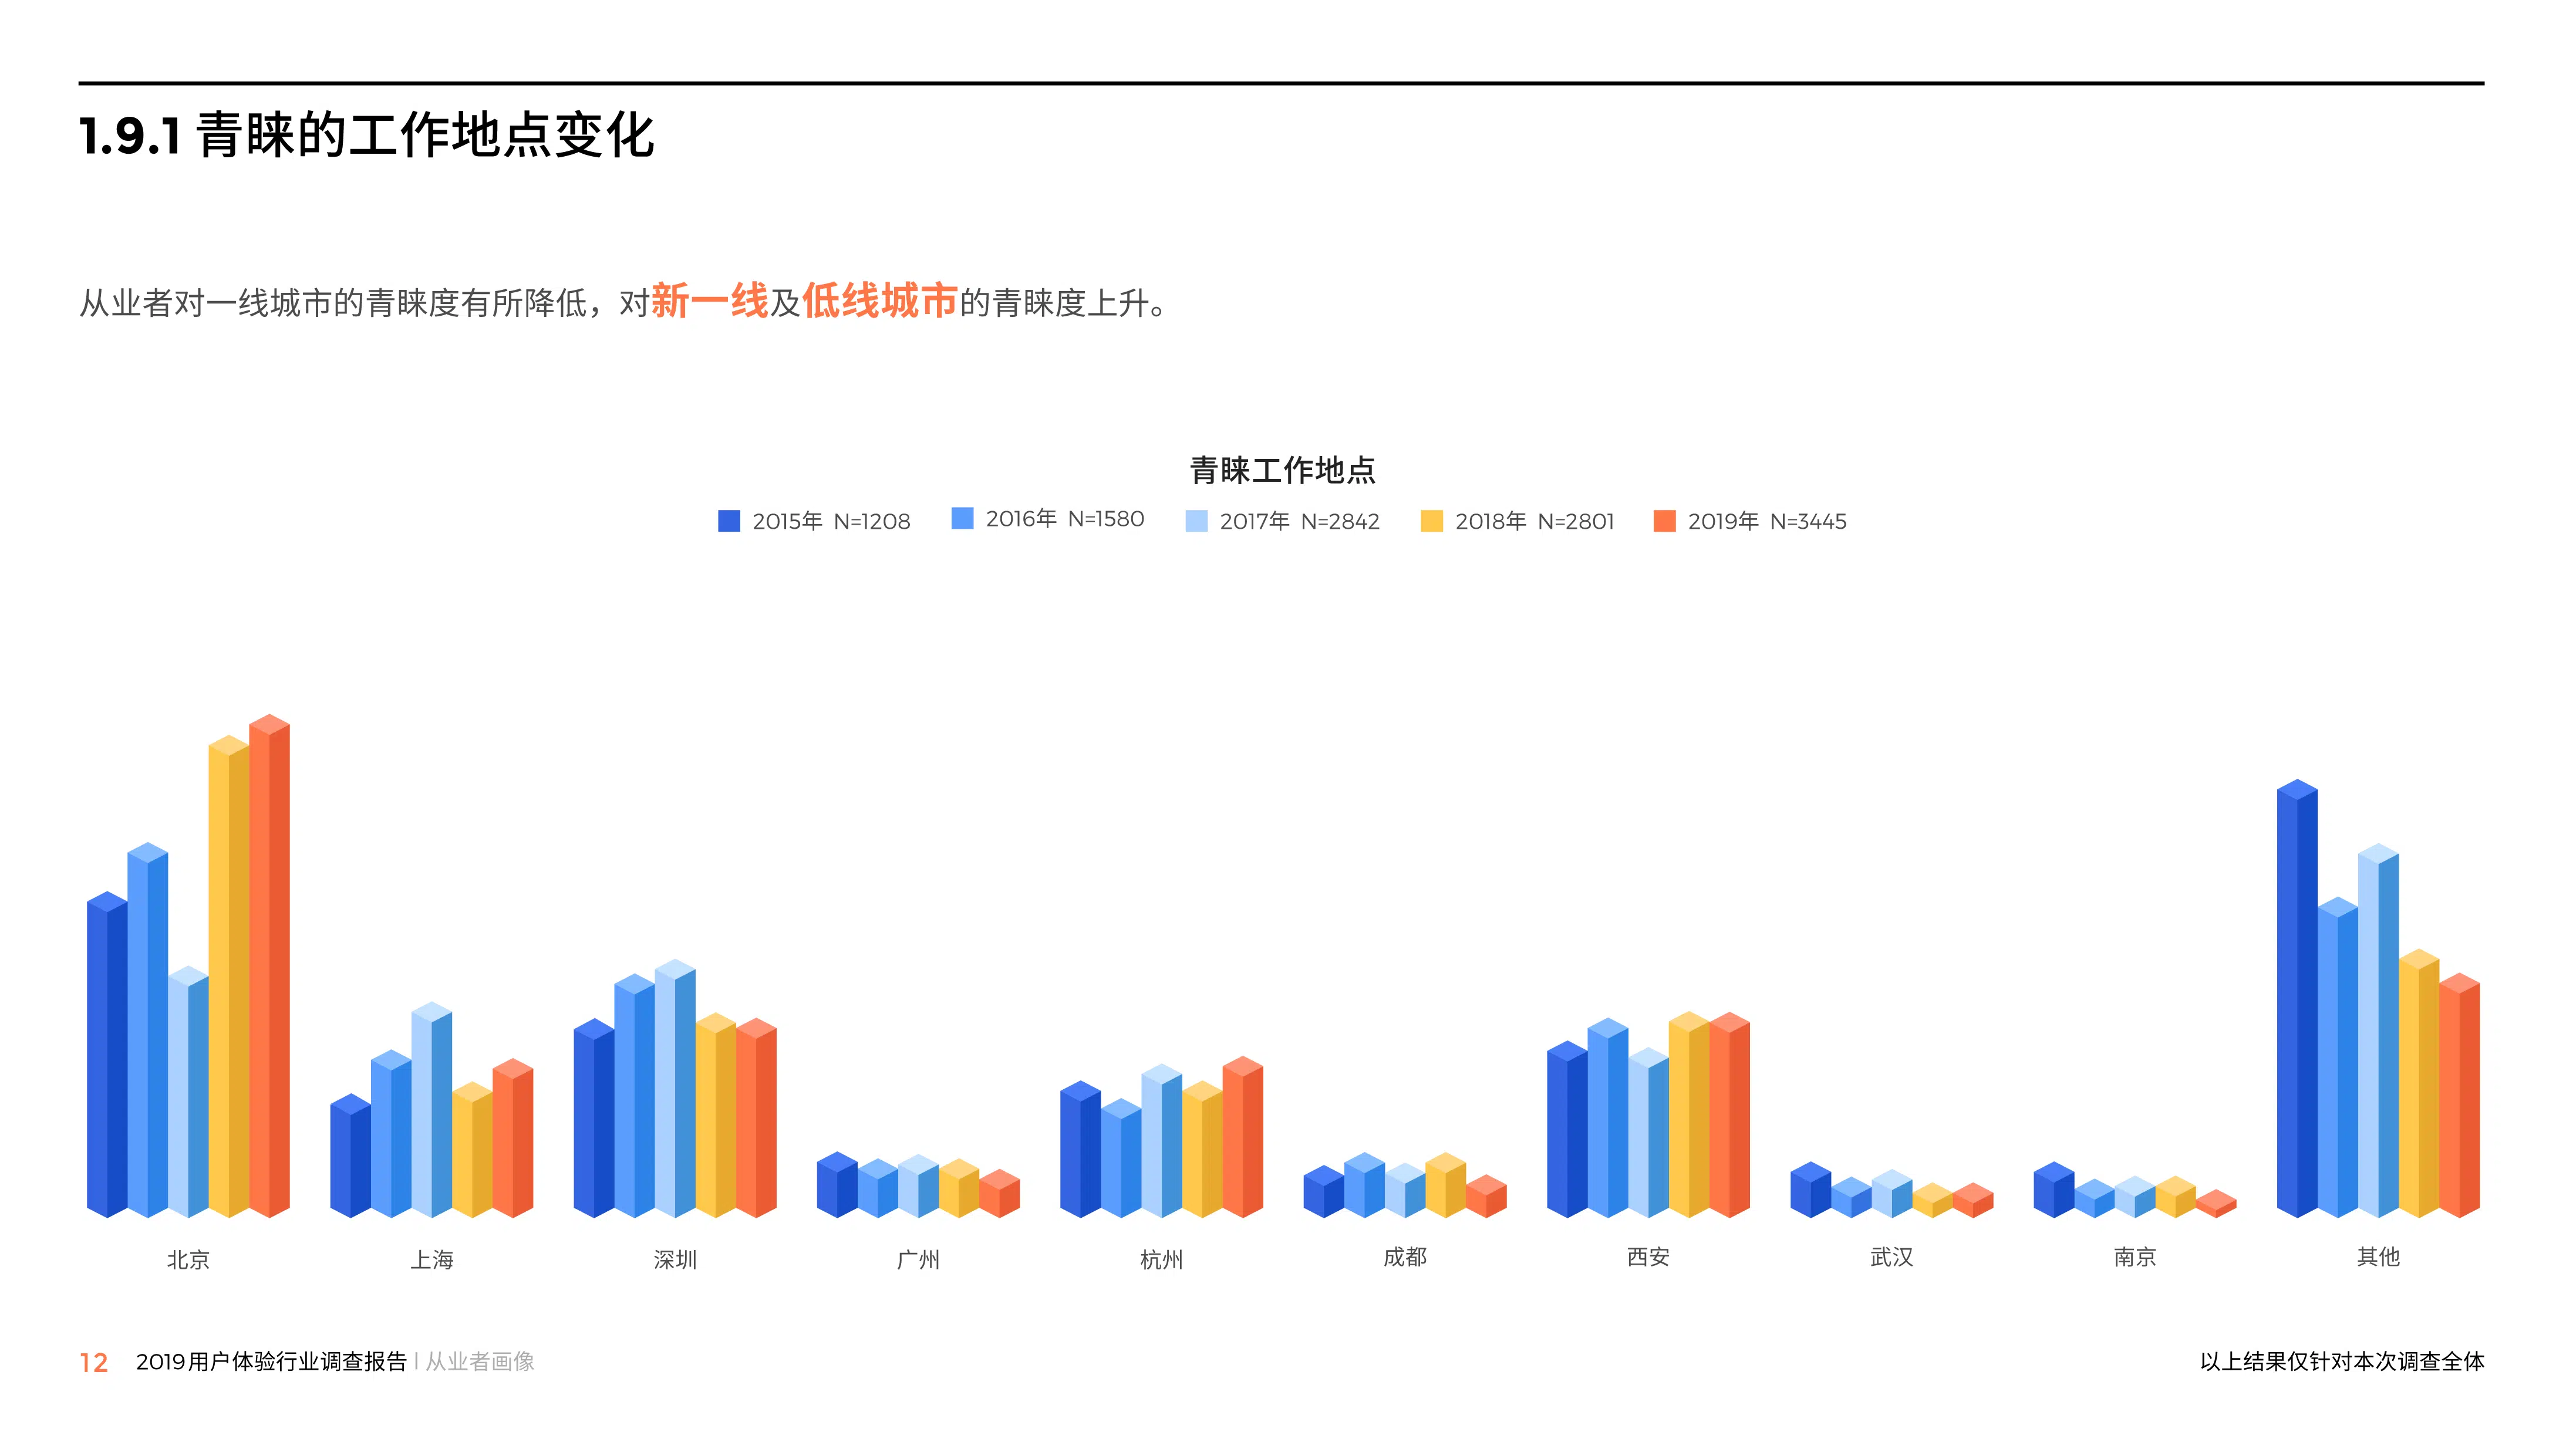 1.9.1 青睐的工作地点变化
从业者对一线城市的青睐度有所降低，对新一线及低线城市的青睐度上升。
青睐工作地点
2015年 N=1208 2016年 N=1580 2017年 N=2842 2018年 N=2801 2019年 N=3445
北京 上海 深圳 广州 杭州 成都 西安 武汉 南京 其他
12 2019用户体验行业调查报告 | 从业者画像 以上结果仅针对本次调查全体